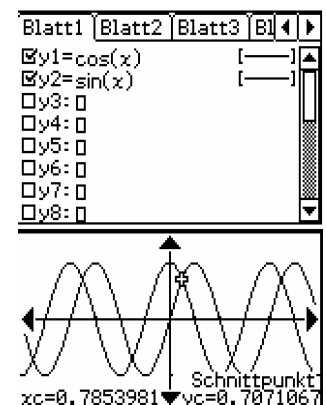 Blatt1 Blatt2 Blatt3 Bl
y1=cos(x) [—]
y2=sin(x) [—]
y3:▯
y4:▯
y5:▯
y6:▯
y7:▯
y8:▯
Schnittpunkt
xc=0.7853981 yc=0.7071067